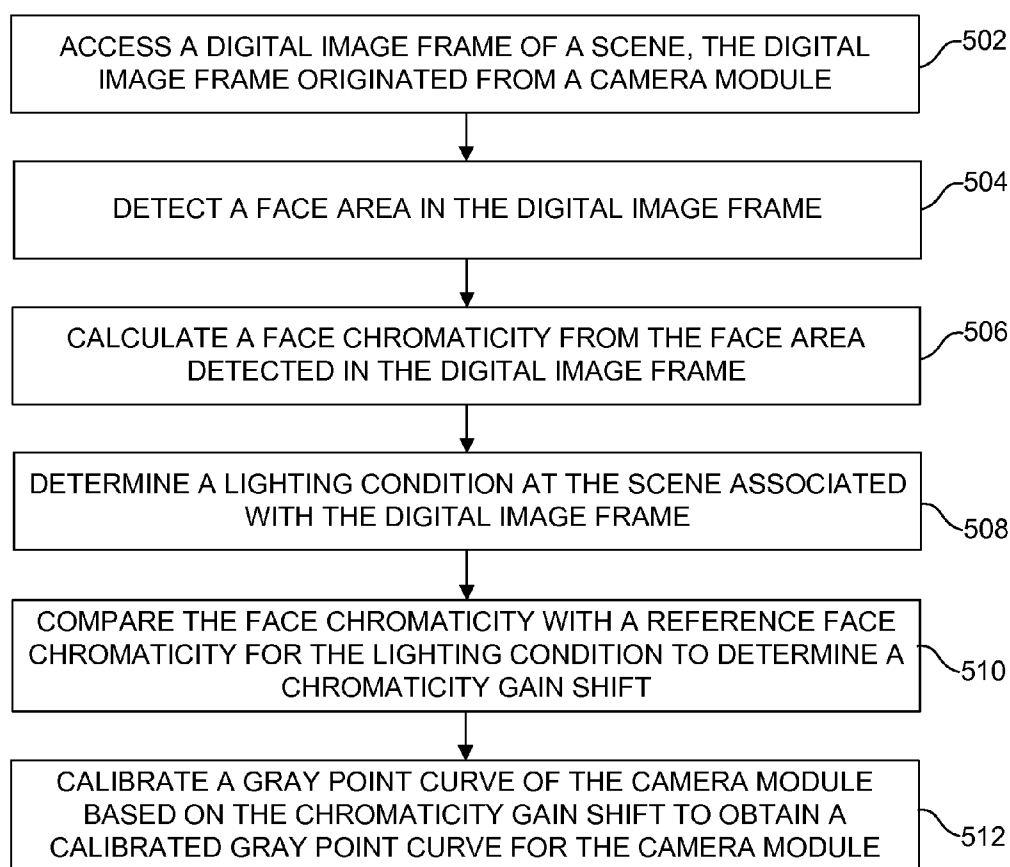 ACCESS A DIGITAL IMAGE FRAME OF A SCENE, THE DIGITAL
IMAGE FRAME ORIGINATED FROM A CAMERA MODULE
502
DETECT A FACE AREA IN THE DIGITAL IMAGE FRAME
504
CALCULATE A FACE CHROMATICITY FROM THE FACE AREA
DETECTED IN THE DIGITAL IMAGE FRAME
506
DETERMINE A LIGHTING CONDITION AT THE SCENE ASSOCIATED
WITH THE DIGITAL IMAGE FRAME
508
COMPARE THE FACE CHROMATICITY WITH A REFERENCE FACE
CHROMATICITY FOR THE LIGHTING CONDITION TO DETERMINE A
CHROMATICITY GAIN SHIFT
510
CALIBRATE A GRAY POINT CURVE OF THE CAMERA MODULE
BASED ON THE CHROMATICITY GAIN SHIFT TO OBTAIN A
CALIBRATED GRAY POINT CURVE FOR THE CAMERA MODULE
512